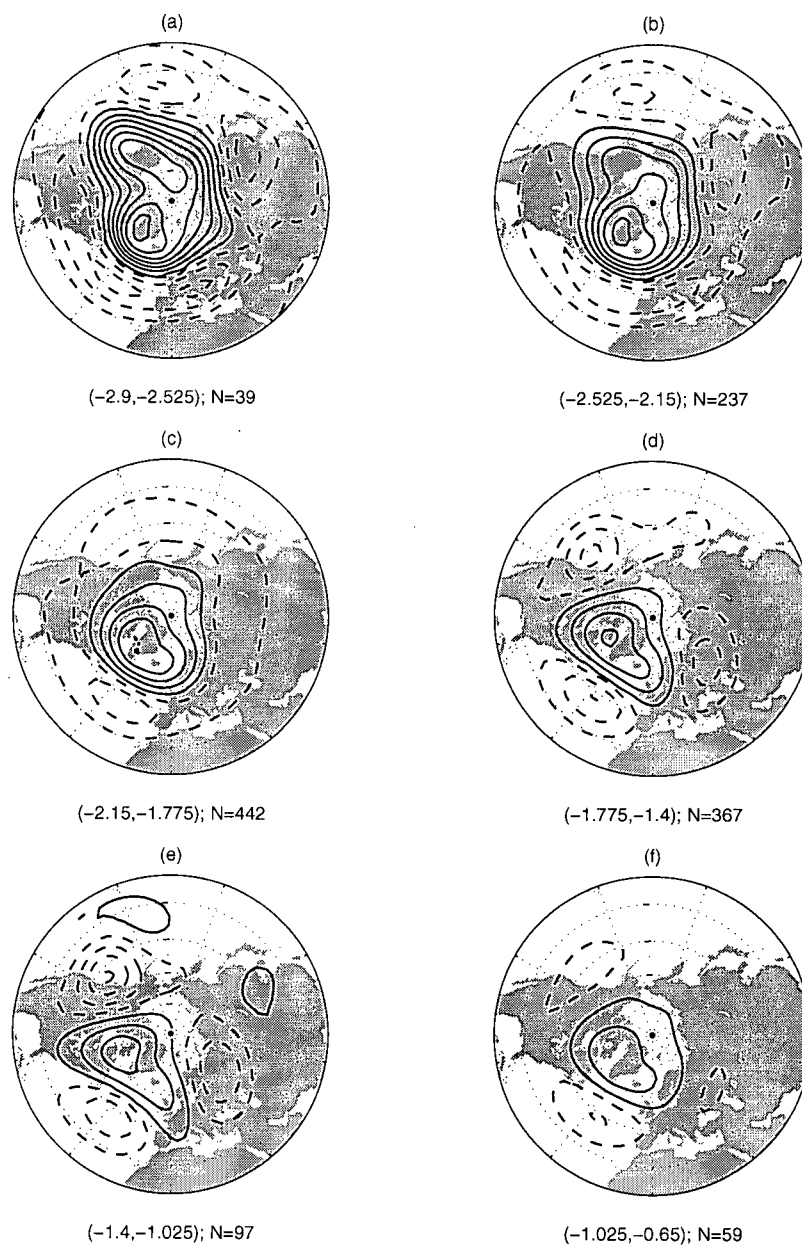 (a)
(b)
(−2.9,−2.525); N=39
(−2.525,−2.15); N=237
(c)
(d)
(−2.15,−1.775); N=442
(−1.775,−1.4); N=367
(e)
(f)
(−1.4,−1.025); N=97
(−1.025,−0.65); N=59